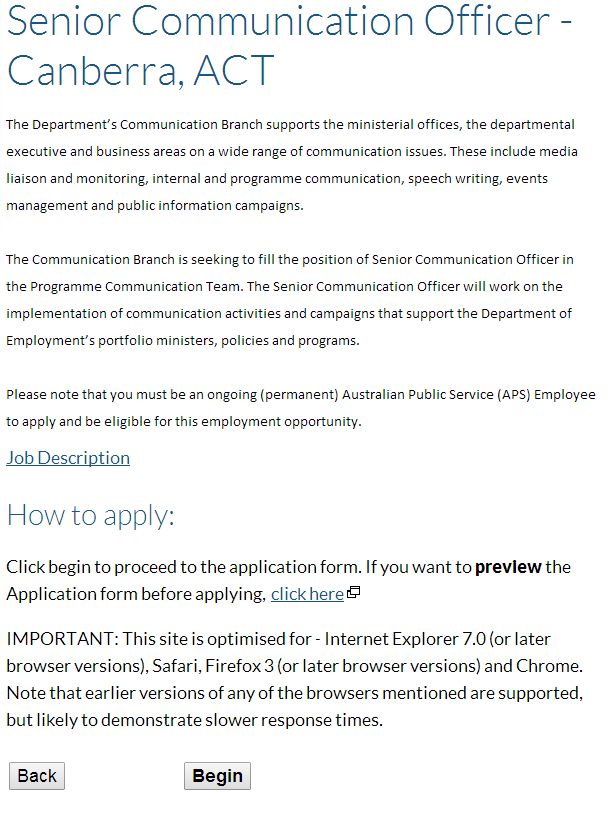 Senior Communication Officer -
Canberra, ACT
The Department's Communication Branch supports the ministerial offices, the departmental
executive and business areas on a wide range of communication issues. These include media
liaison and monitoring, internal and programme communication, speech writing, events
management and public information campaigns.
The Communication Branch is seeking to fill the position of Senior Communication Officer in
the Programme Communication Team. The Senior Communication Officer will work on the
implementation of communication activities and campaigns that support the Department of
Employment's portfolio ministers, policies and programs.
Please note that you must be an ongoing (permanent) Australian Public Service (APS) Employee
to apply and be eligible for this employment opportunity.
Job Description
How to apply:
Click begin to proceed to the application form. If you want to preview the
Application form before applying, click here
IMPORTANT: This site is optimised for - Internet Explorer 7.0 (or later
browser versions), Safari, Firefox 3 (or later browser versions) and Chrome.
Note that earlier versions of any of the browsers mentioned are supported,
but likely to demonstrate slower response times.
Back Begin